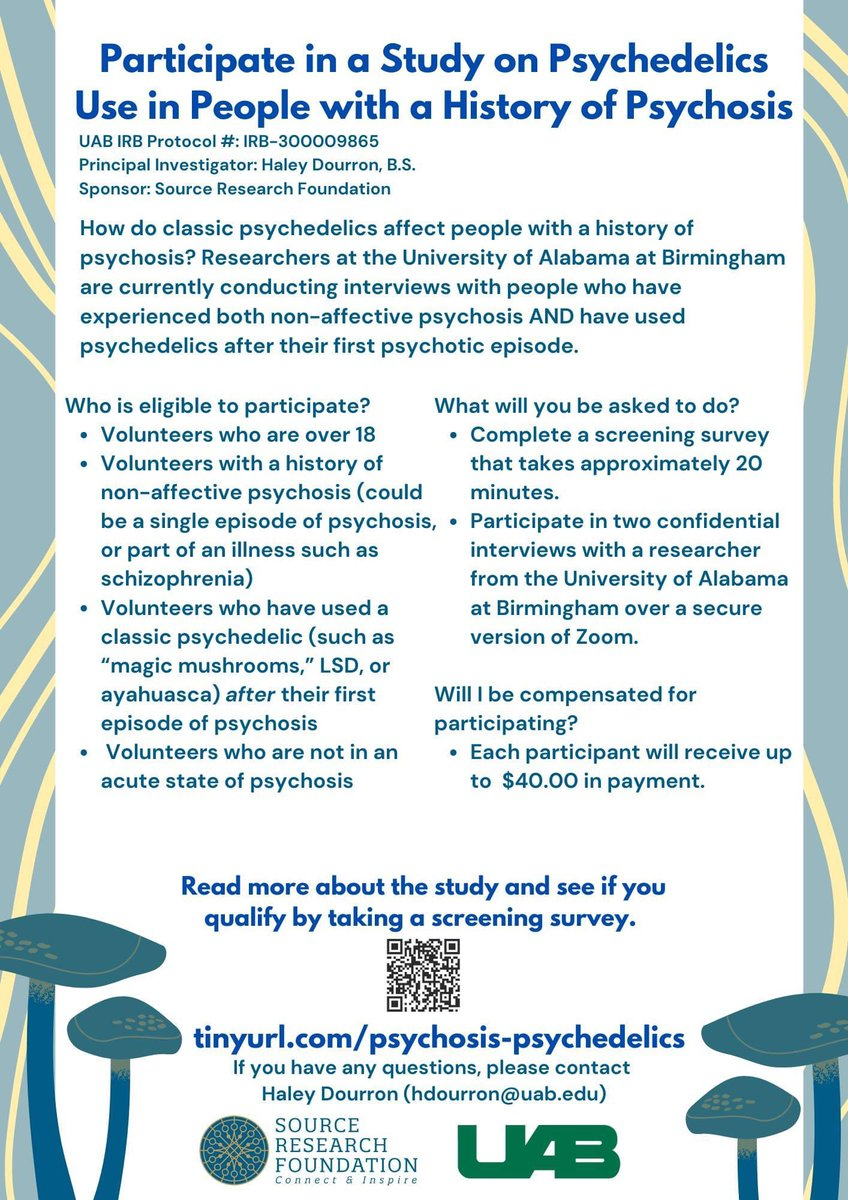 Participate in a Study on Psychedelics
Use in People with a History of Psychosis
UAB IRB Protocol #: IRB-300009865
Principal Investigator: Haley Dourron, B.S.
Sponsor: Source Research Foundation
How do classic psychedelics affect people with a history of
psychosis? Researchers at the University of Alabama at Birmingham
are currently conducting interviews with people who have
experienced both non-affective psychosis AND have used
psychedelics after their first psychotic episode.
Who is eligible to participate?
• Volunteers who are over 18
• Volunteers with a history of
non-affective psychosis (could
be a single episode of psychosis,
or part of an illness such as
schizophrenia)
• Volunteers who have used a
classic psychedelic (such as
“magic mushrooms,” LSD, or
ayahuasca) after their first
episode of psychosis
• Volunteers who are not in an
acute state of psychosis
What will you be asked to do?
• Complete a screening survey
that takes approximately 20
minutes.
• Participate in two confidential
interviews with a researcher
from the University of Alabama
at Birmingham over a secure
version of Zoom.
Will I be compensated for
participating?
• Each participant will receive up
to $40.00 in payment.
Read more about the study and see if you
qualify by taking a screening survey.
tinyurl.com/psychosis-psychedelics
If you have any questions, please contact
Haley Dourron (hdourron@uab.edu)
SOURCE
RESEARCH
FOUNDATION
Connect & Inspire
UAB